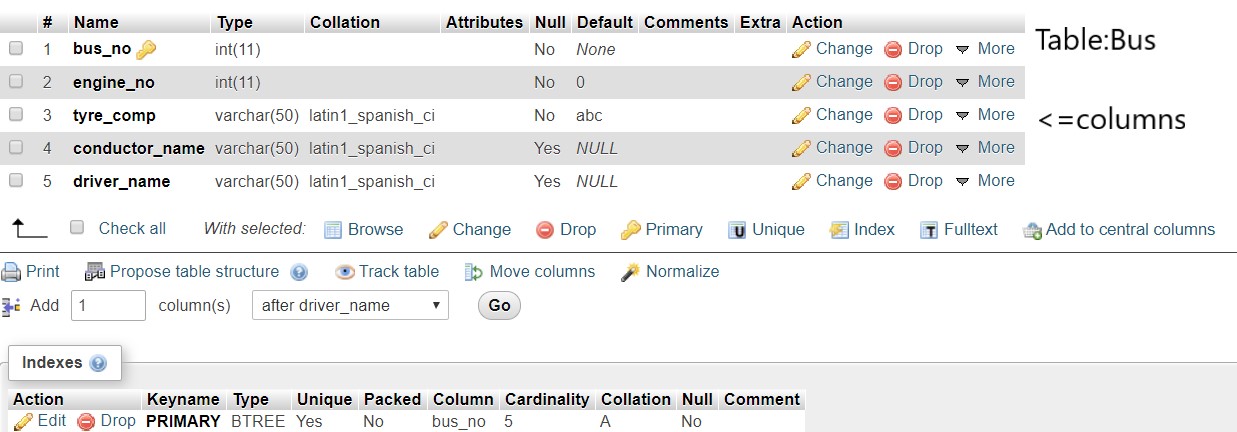 # Name Type Collation Attributes Null Default Comments Extra Action
1 bus_no int(11) No None Change Drop More
2 engine_no int(11) No 0 Change Drop More
3 tyre_comp varchar(50) latin1_spanish_ci No abc Change Drop More
4 conductor_name varchar(50) latin1_spanish_ci Yes NULL Change Drop More
5 driver_name varchar(50) latin1_spanish_ci Yes NULL Change Drop More
Table:Bus
<=columns
Check all With selected: Browse Change Drop Primary Unique Index Fulltext Add to central columns
Print Propose table structure Track table Move columns Normalize
Add 1 column(s) after driver_name Go
Indexes
Action Keyname Type Unique Packed Column Cardinality Collation Null Comment
Edit Drop PRIMARY BTREE Yes No bus_no 5 A No